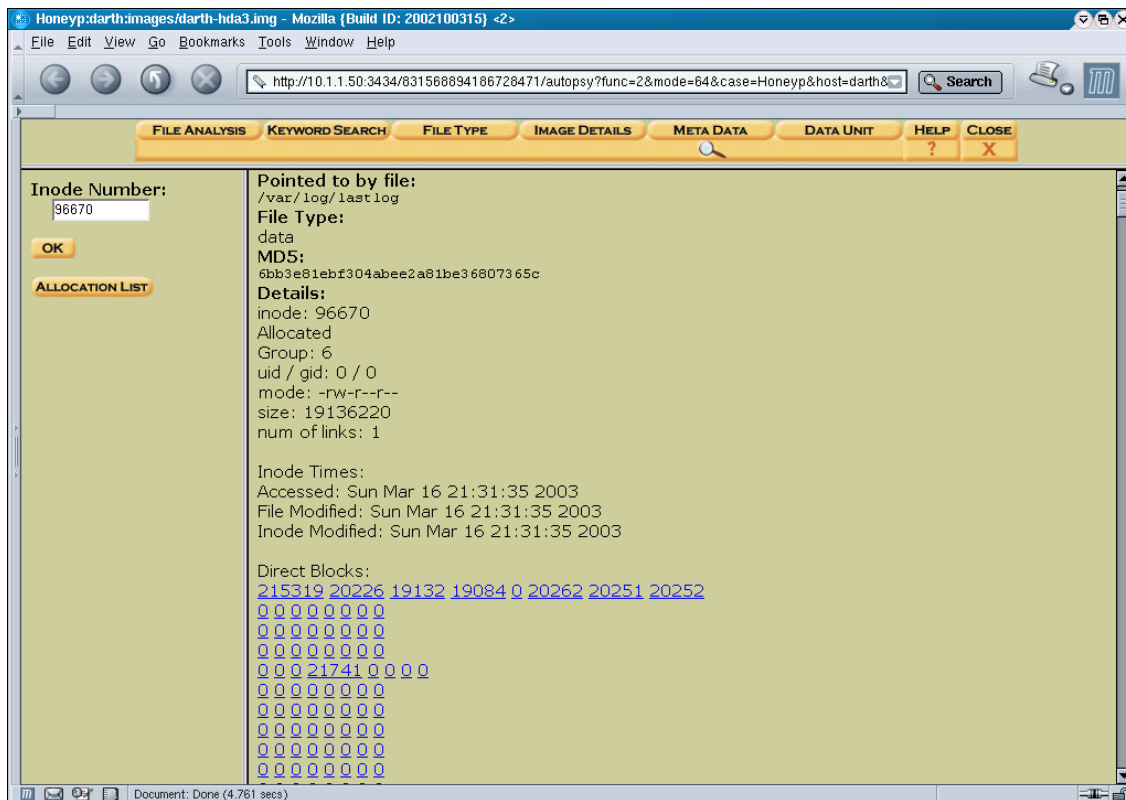 Honeyp:darth:images/darth-hda3.img - Mozilla {Build ID: 2002100315} <2>
File Edit View Go Bookmarks Tools Window Help
http://10.1.1.50:3434/831568894186728471/autopsy?func=2&mode=64&case=Honeyp&host=darth& Search
FILE ANALYSIS KEYWORD SEARCH FILE TYPE IMAGE DETAILS META DATA DATA UNIT HELP CLOSE
? X
Inode Number:
96670
OK
ALLOCATION LIST
Pointed to by file:
/var/log/lastlog
File Type:
data
MD5:
6bb3e81ebf304abee2a81be36807365c
Details:
inode: 96670
Allocated
Group: 6
uid / gid: 0 / 0
mode: -rw-r--r--
size: 19136220
num of links: 1
Inode Times:
Accessed: Sun Mar 16 21:31:35 2003
File Modified: Sun Mar 16 21:31:35 2003
Inode Modified: Sun Mar 16 21:31:35 2003
Direct Blocks:
215319 20226 19132 19084 0 20262 20251 20252
0 0 0 0 0 0 0 0
0 0 0 0 0 0 0 0
0 0 0 0 0 0 0 0
0 0 0 21741 0 0 0 0
0 0 0 0 0 0 0 0
0 0 0 0 0 0 0 0
0 0 0 0 0 0 0 0
0 0 0 0 0 0 0 0
0 0 0 0 0 0 0 0
Document: Done (4.761 secs)